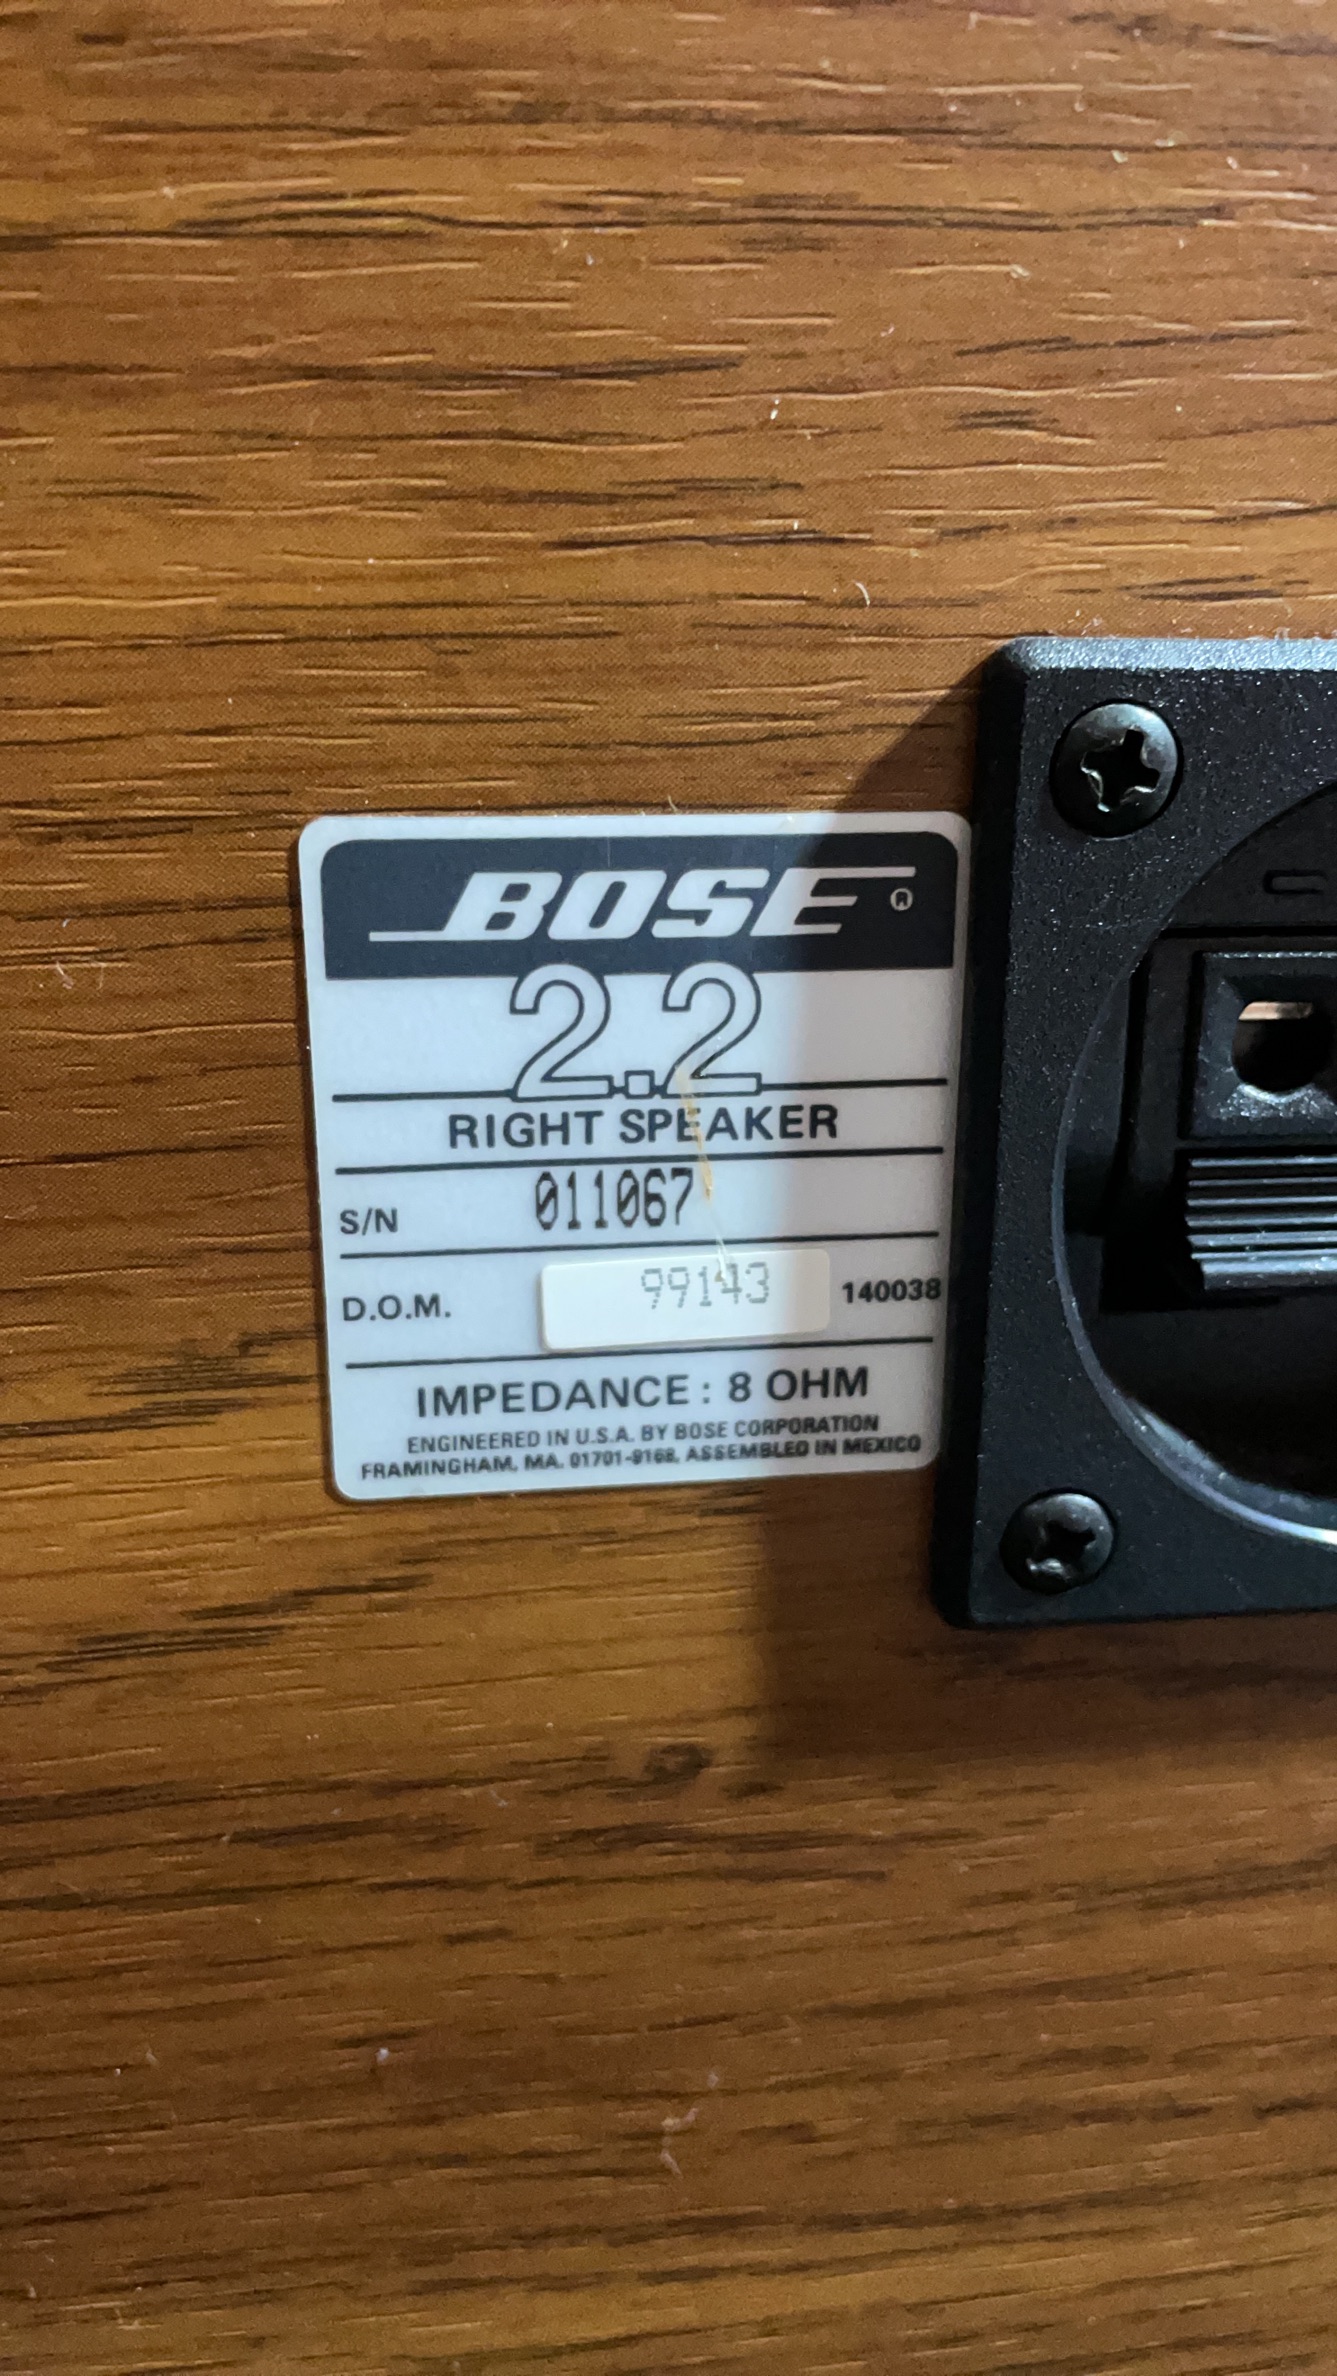 BOSE ®
2.2
RIGHT SPEAKER
S/N 011067
D.O.M. 99143 140038
IMPEDANCE: 8 OHM
ENGINEERED IN U.S.A. BY BOSE CORPORATION
FRAMINGHAM, MA. 01701-9168, ASSEMBLED IN MEXICO